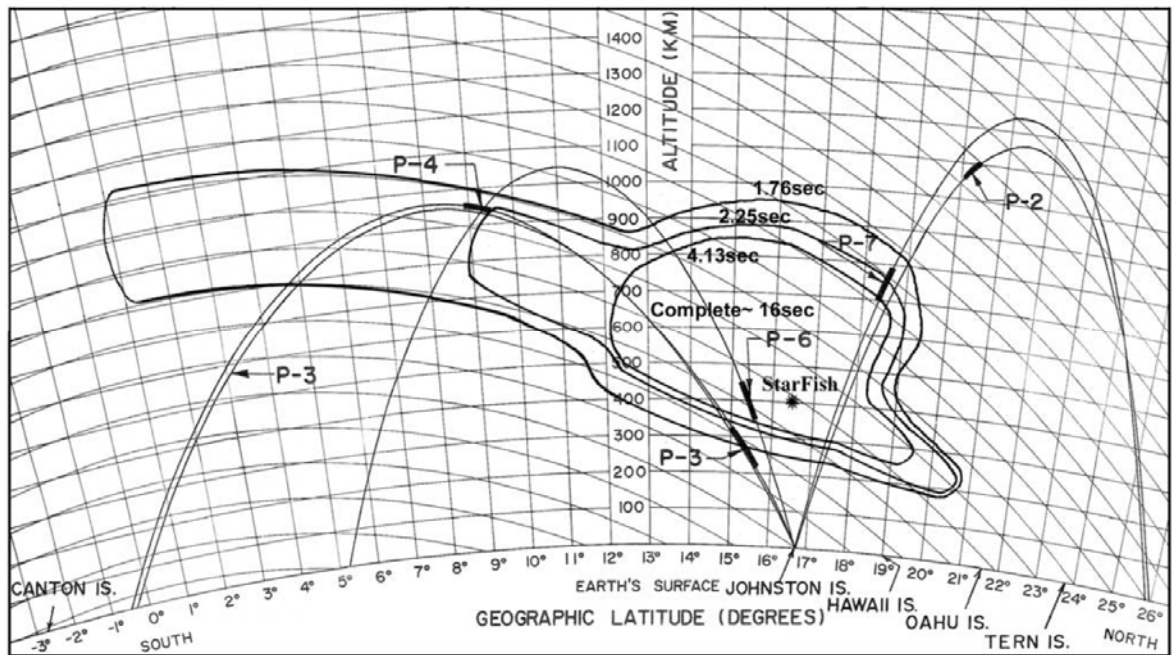 1400
1300
1200
1100
1000
900
800
700
600
500
400
300
200
100
ALTITUDE (KM)
P-4
1.76sec
2.25sec
P-7
4.13sec
P-2
Complete~ 16sec
P-6
StarFish
P-3
P-3
CANTON IS.
-3° -2° -1° 0° 1° 2° 3° 4° 5° 6° 7° 8° 9° 10° 11° 12° 13° 14° 15° 16° 17° 18° 19° 20° 21° 22° 23° 24° 25° 26°
SOUTH
EARTH'S SURFACE
JOHNSTON IS.
HAWAII IS.
OAHU IS.
TERN IS.
NORTH
GEOGRAPHIC LATITUDE (DEGREES)